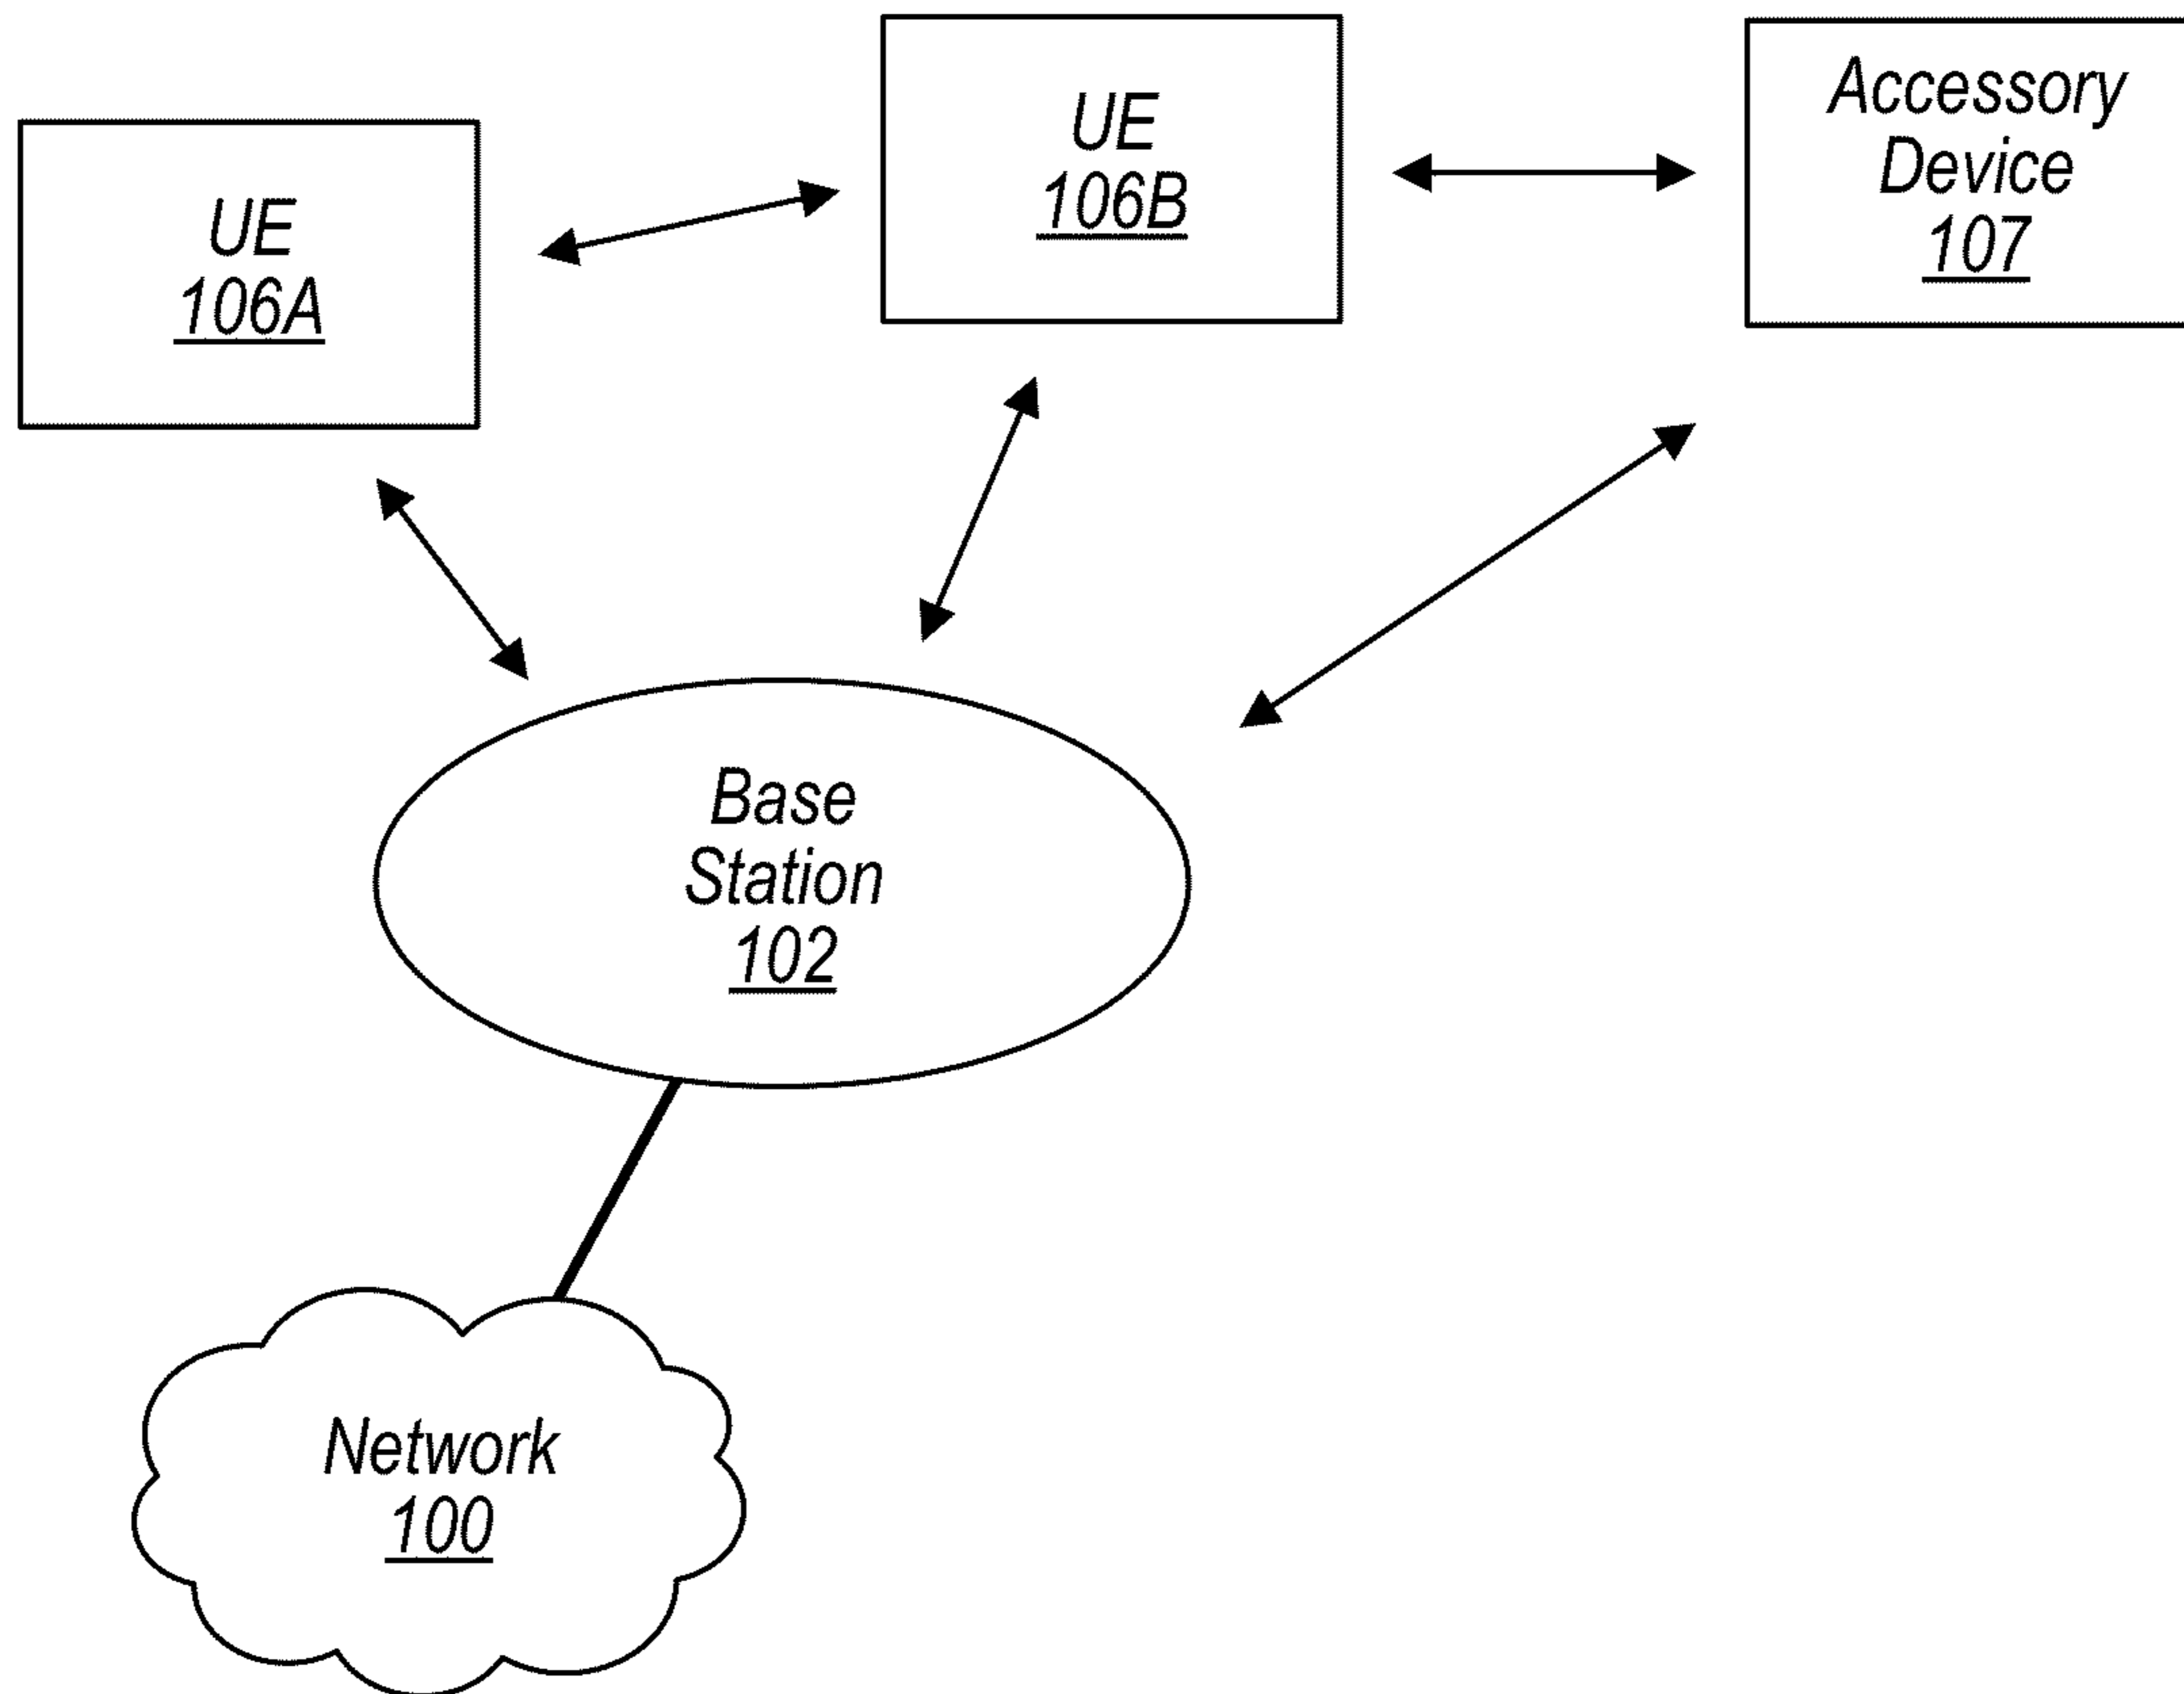 UE
106A
UE
106B
Accessory
Device
107
Base
Station
102
Network
100